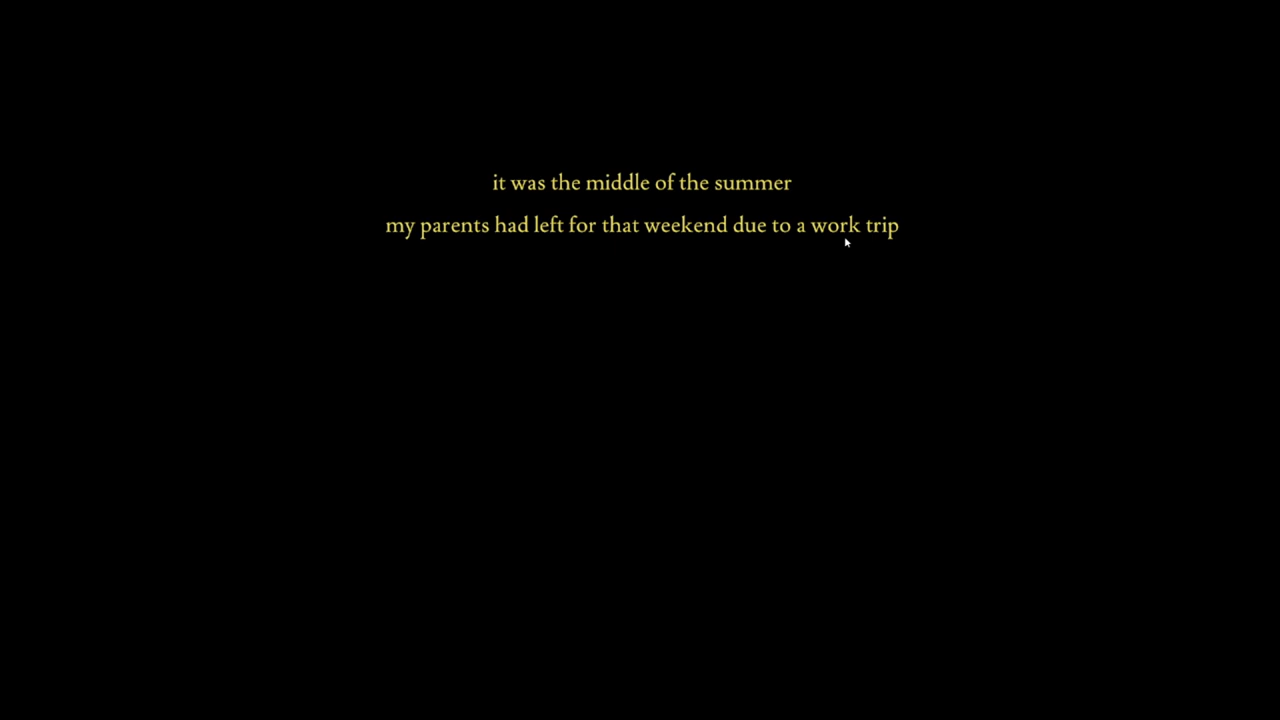 it was the middle of the summer
my parents had left for that weekend due to a work trip